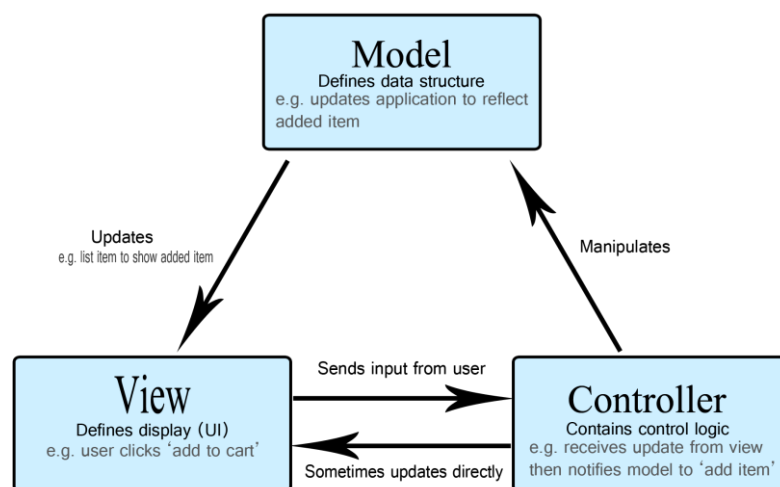 Model
Defines data structure
e.g. updates application to reflect
added item
Updates
e.g. list item to show added item
Manipulates
View
Defines display (UI)
e.g. user clicks ‘add to cart’
Sends input from user
Sometimes updates directly
Controller
Contains control logic
e.g. receives update from view
then notifies model to ‘add item’